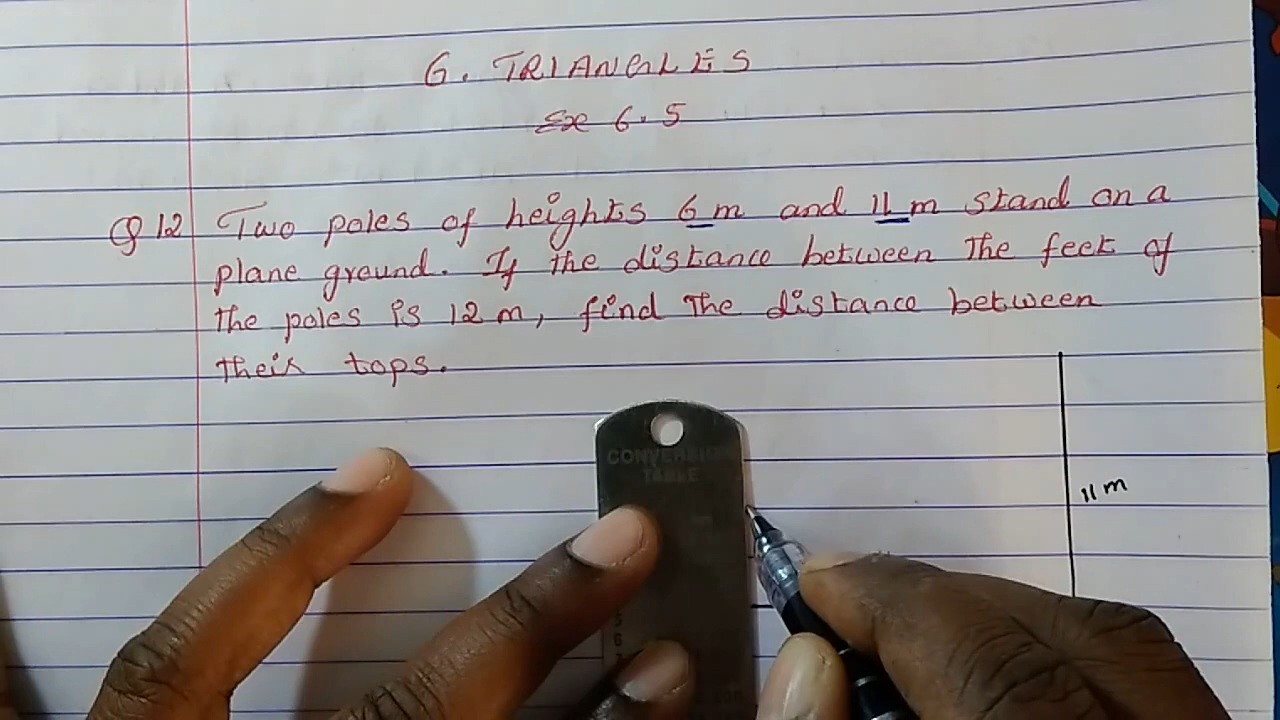 6. TRIANGLES
Ex 6.5
Q 12 Two poles of heights 6 m and 11 m stand on a
plane ground. If the distance between the feet of
the poles is 12 m, find the distance between
their tops.
CONVERSION
TABLE
11 m